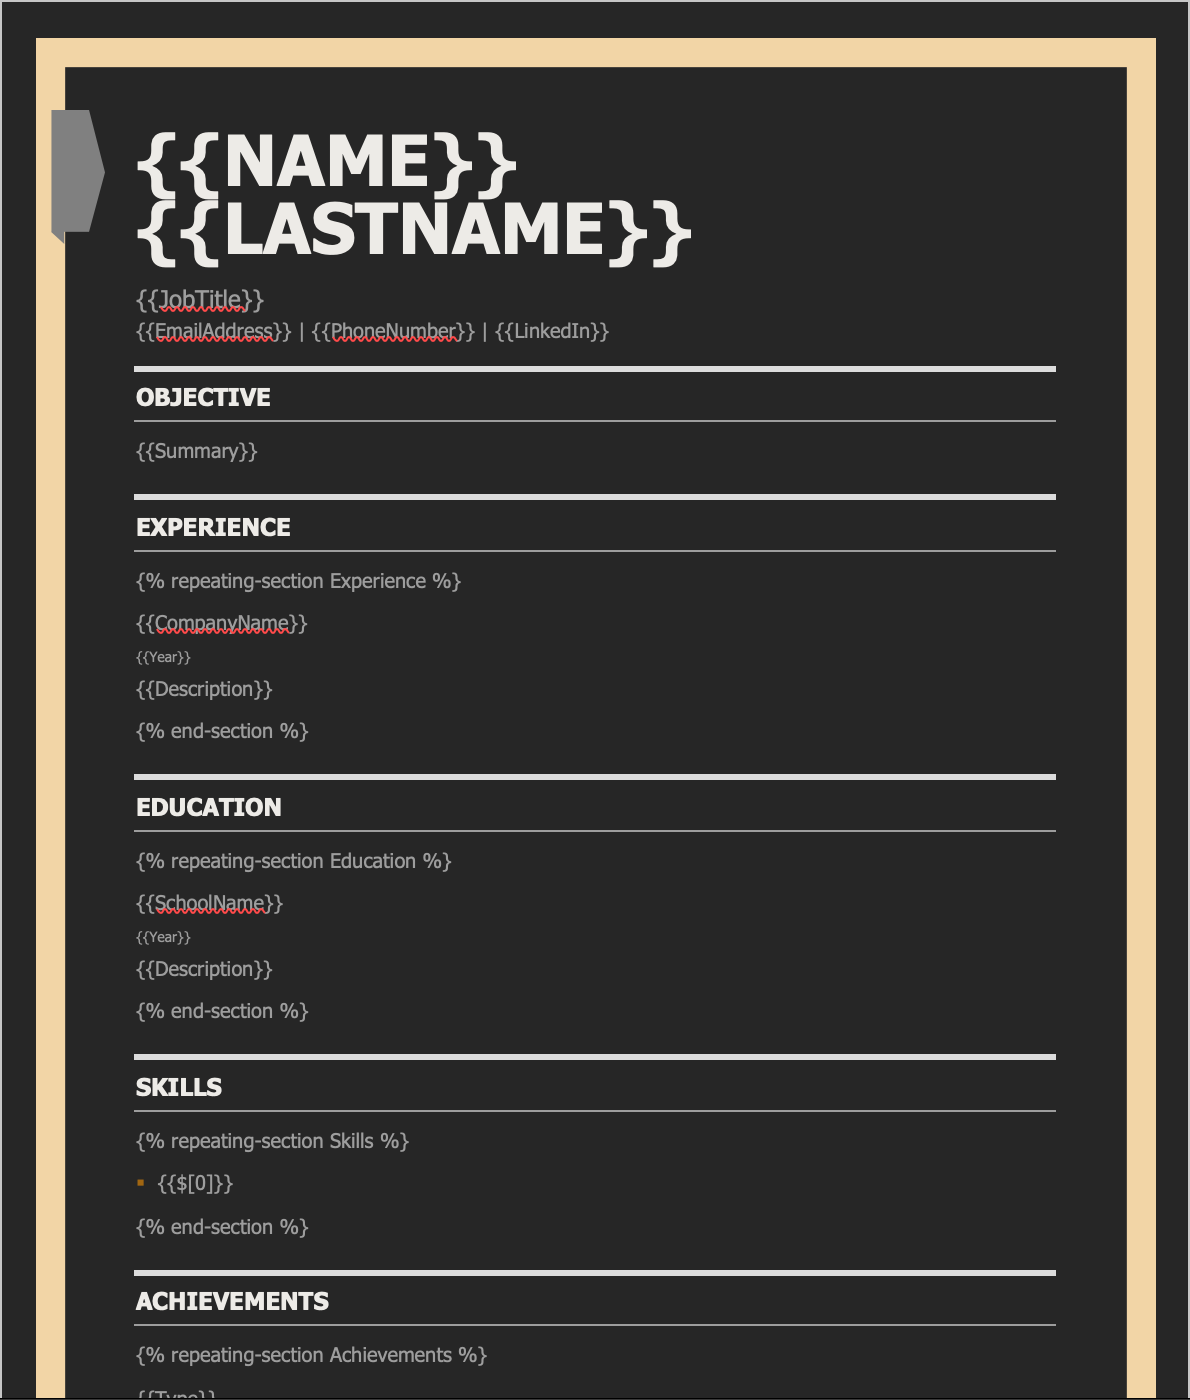 {{NAME}}
{{LASTNAME}}
{{JobTitle}}
{{EmailAddress}} | {{PhoneNumber}} | {{LinkedIn}}
OBJECTIVE
{{Summary}}
EXPERIENCE
{% repeating-section Experience %}
{{CompanyName}}
{{Year}}
{{Description}}
{% end-section %}
EDUCATION
{% repeating-section Education %}
{{SchoolName}}
{{Year}}
{{Description}}
{% end-section %}
SKILLS
{% repeating-section Skills %}
▪ {{$[0]}}
{% end-section %}
ACHIEVEMENTS
{% repeating-section Achievements %}
{{Type}}